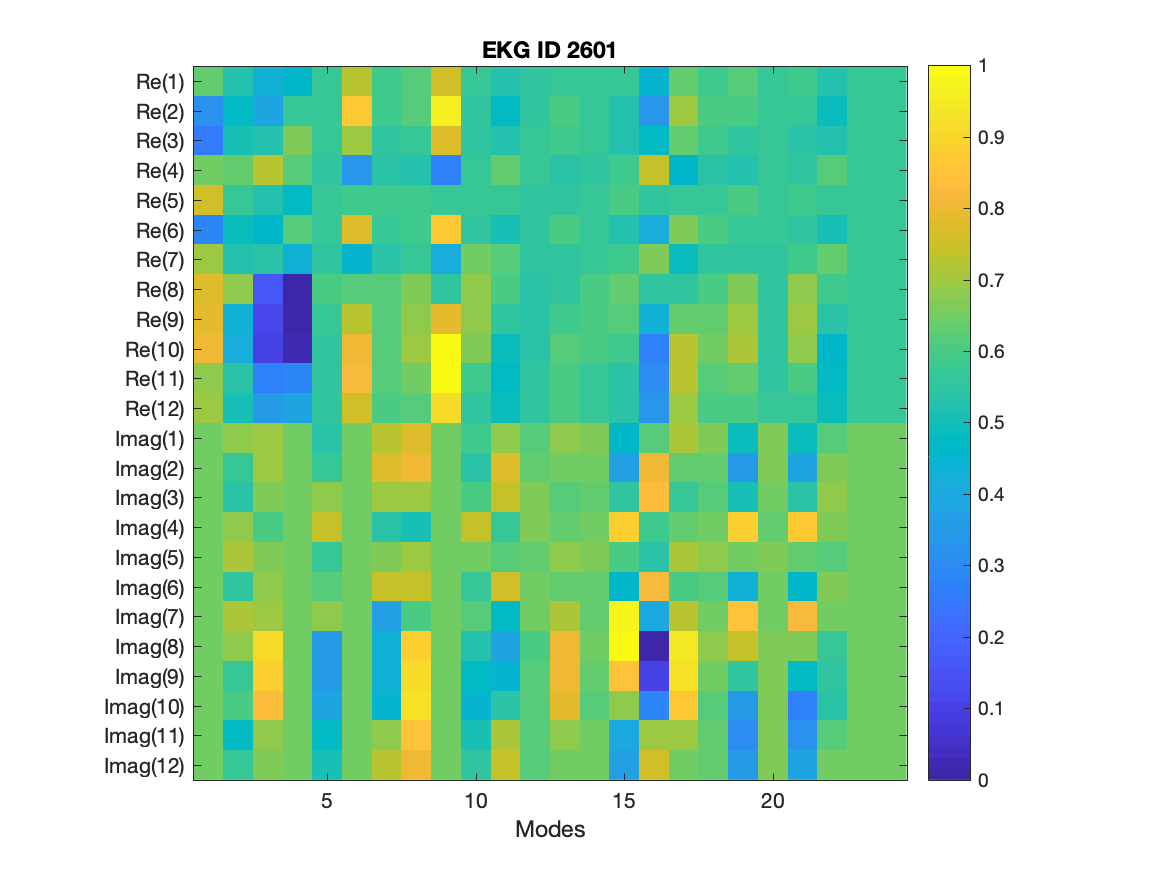 EKG ID 2601
Re(1)
Re(2)
Re(3)
Re(4)
Re(5)
Re(6)
Re(7)
Re(8)
Re(9)
Re(10)
Re(11)
Re(12)
Imag(1)
Imag(2)
Imag(3)
Imag(4)
Imag(5)
Imag(6)
Imag(7)
Imag(8)
Imag(9)
Imag(10)
Imag(11)
Imag(12)
5 10 15 20
Modes
1
0.9
0.8
0.7
0.6
0.5
0.4
0.3
0.2
0.1
0